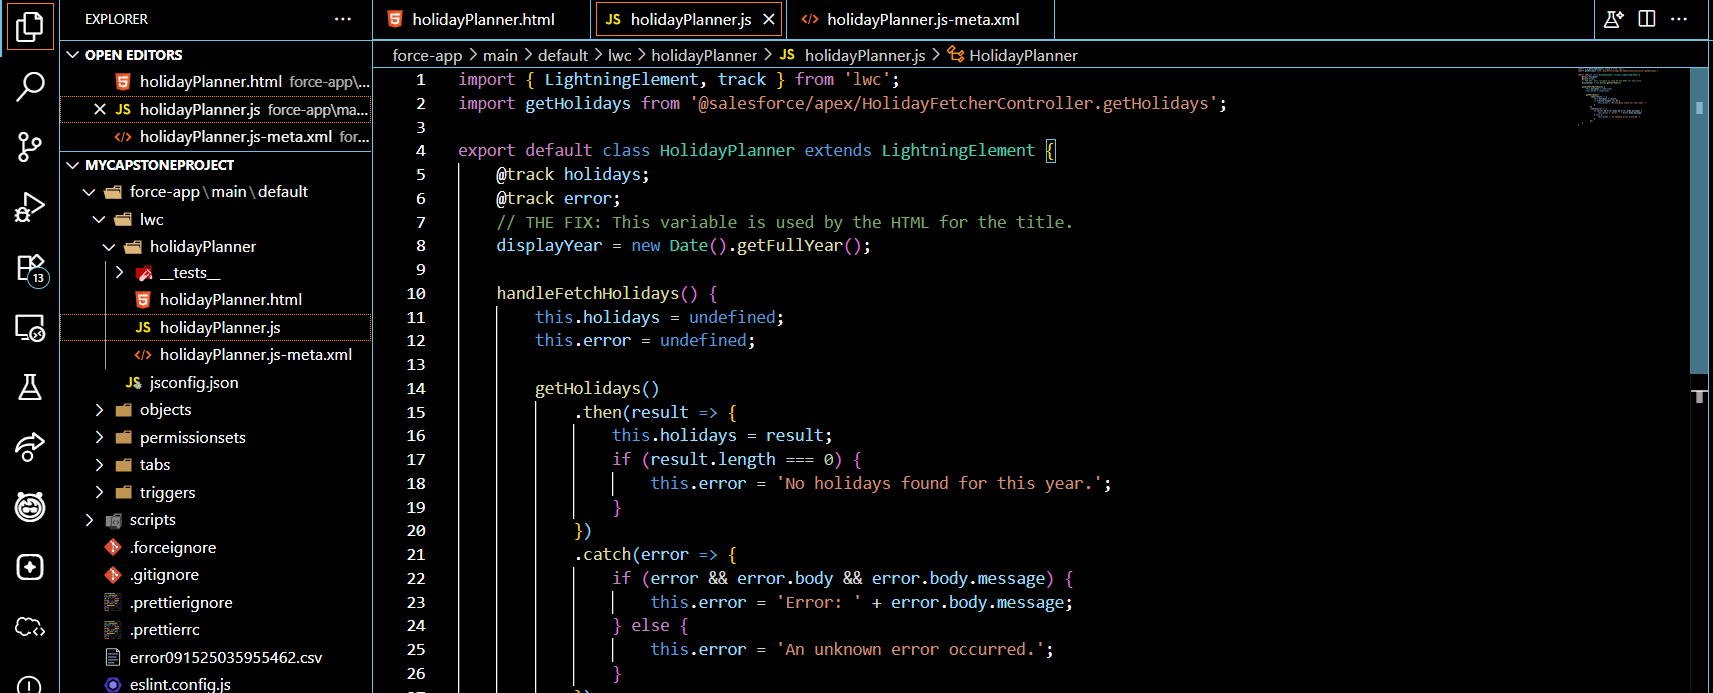 EXPLORER
OPEN EDITORS
holidayPlanner.html force-app\...
JS holidayPlanner.js force-app\ma...
holidayPlanner.js-meta.xml for...
MYCAPSTONEPROJECT
force-app\main\default
lwc
holidayPlanner
__tests__
holidayPlanner.html
JS holidayPlanner.js
holidayPlanner.js-meta.xml
JS jsconfig.json
objects
permissionsets
tabs
triggers
scripts
.forceignore
.gitignore
.prettierignore
.prettierrc
error091525035955462.csv
eslint.config.js
13
holidayPlanner.html
JS holidayPlanner.js
holidayPlanner.js-meta.xml
force-app > main > default > lwc > holidayPlanner > JS holidayPlanner.js > HolidayPlanner
1 import { LightningElement, track } from 'lwc';
2 import getHolidays from '@salesforce/apex/HolidayFetcherController.getHolidays';
3
4 export default class HolidayPlanner extends LightningElement {
5 @track holidays;
6 @track error;
7 // THE FIX: This variable is used by the HTML for the title.
8 displayYear = new Date().getFullYear();
9
10 handleFetchHolidays() {
11 this.holidays = undefined;
12 this.error = undefined;
13
14 getHolidays()
15 .then(result => {
16 this.holidays = result;
17 if (result.length === 0) {
18 this.error = 'No holidays found for this year.';
19 }
20 })
21 .catch(error => {
22 if (error && error.body && error.body.message) {
23 this.error = 'Error: ' + error.body.message;
24 } else {
25 this.error = 'An unknown error occurred.';
26 }